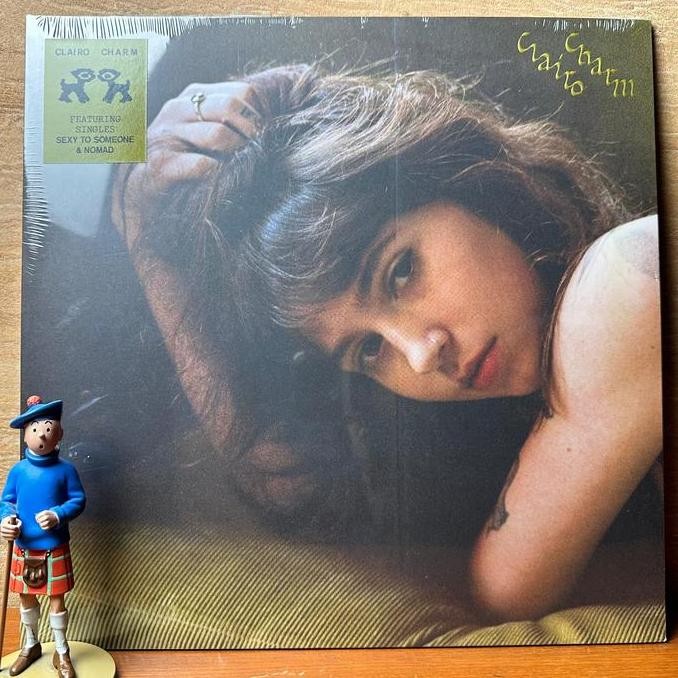 CLAIRO CHARM
FEATURING
SINGLES
SEXY TO SOMEONE
& NOMAD
Clairo
Charm